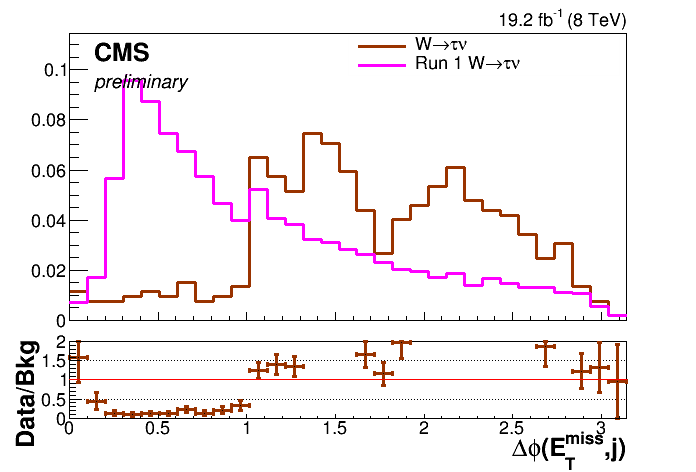 19.2 fb⁻¹ (8 TeV)
CMS
preliminary
W→τν
Run 1 W→τν
0.1
0.08
0.06
0.04
0.02
0
Data/Bkg
2
1.5
1
0.5
0
0 0.5 1 1.5 2 2.5 3
Δϕ(E_T^miss,j)